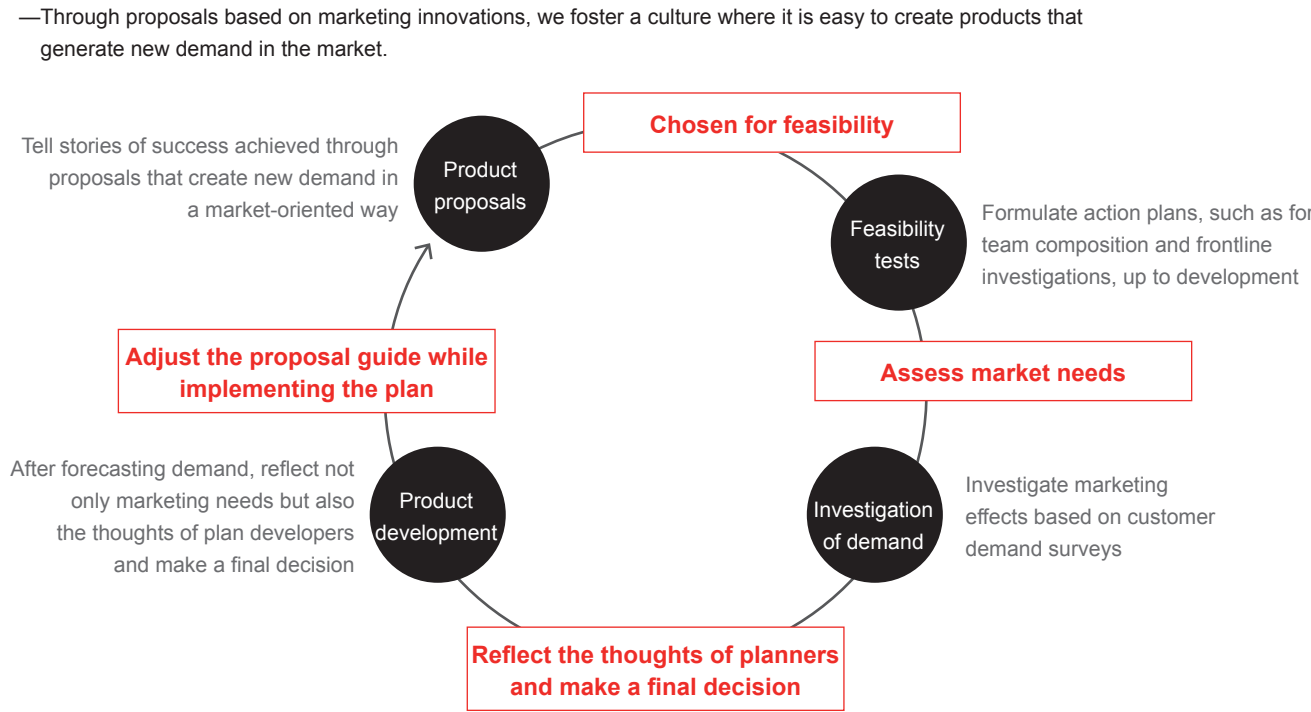 —Through proposals based on marketing innovations, we foster a culture where it is easy to create products that
generate new demand in the market.
Chosen for feasibility
Tell stories of success achieved through
proposals that create new demand in
a market-oriented way
Product
proposals
Feasibility
tests
Formulate action plans, such as for
team composition and frontline
investigations, up to development
Adjust the proposal guide while
implementing the plan
Assess market needs
After forecasting demand, reflect not
only marketing needs but also
the thoughts of plan developers
and make a final decision
Product
development
Investigation
of demand
Investigate marketing
effects based on customer
demand surveys
Reflect the thoughts of planners
and make a final decision